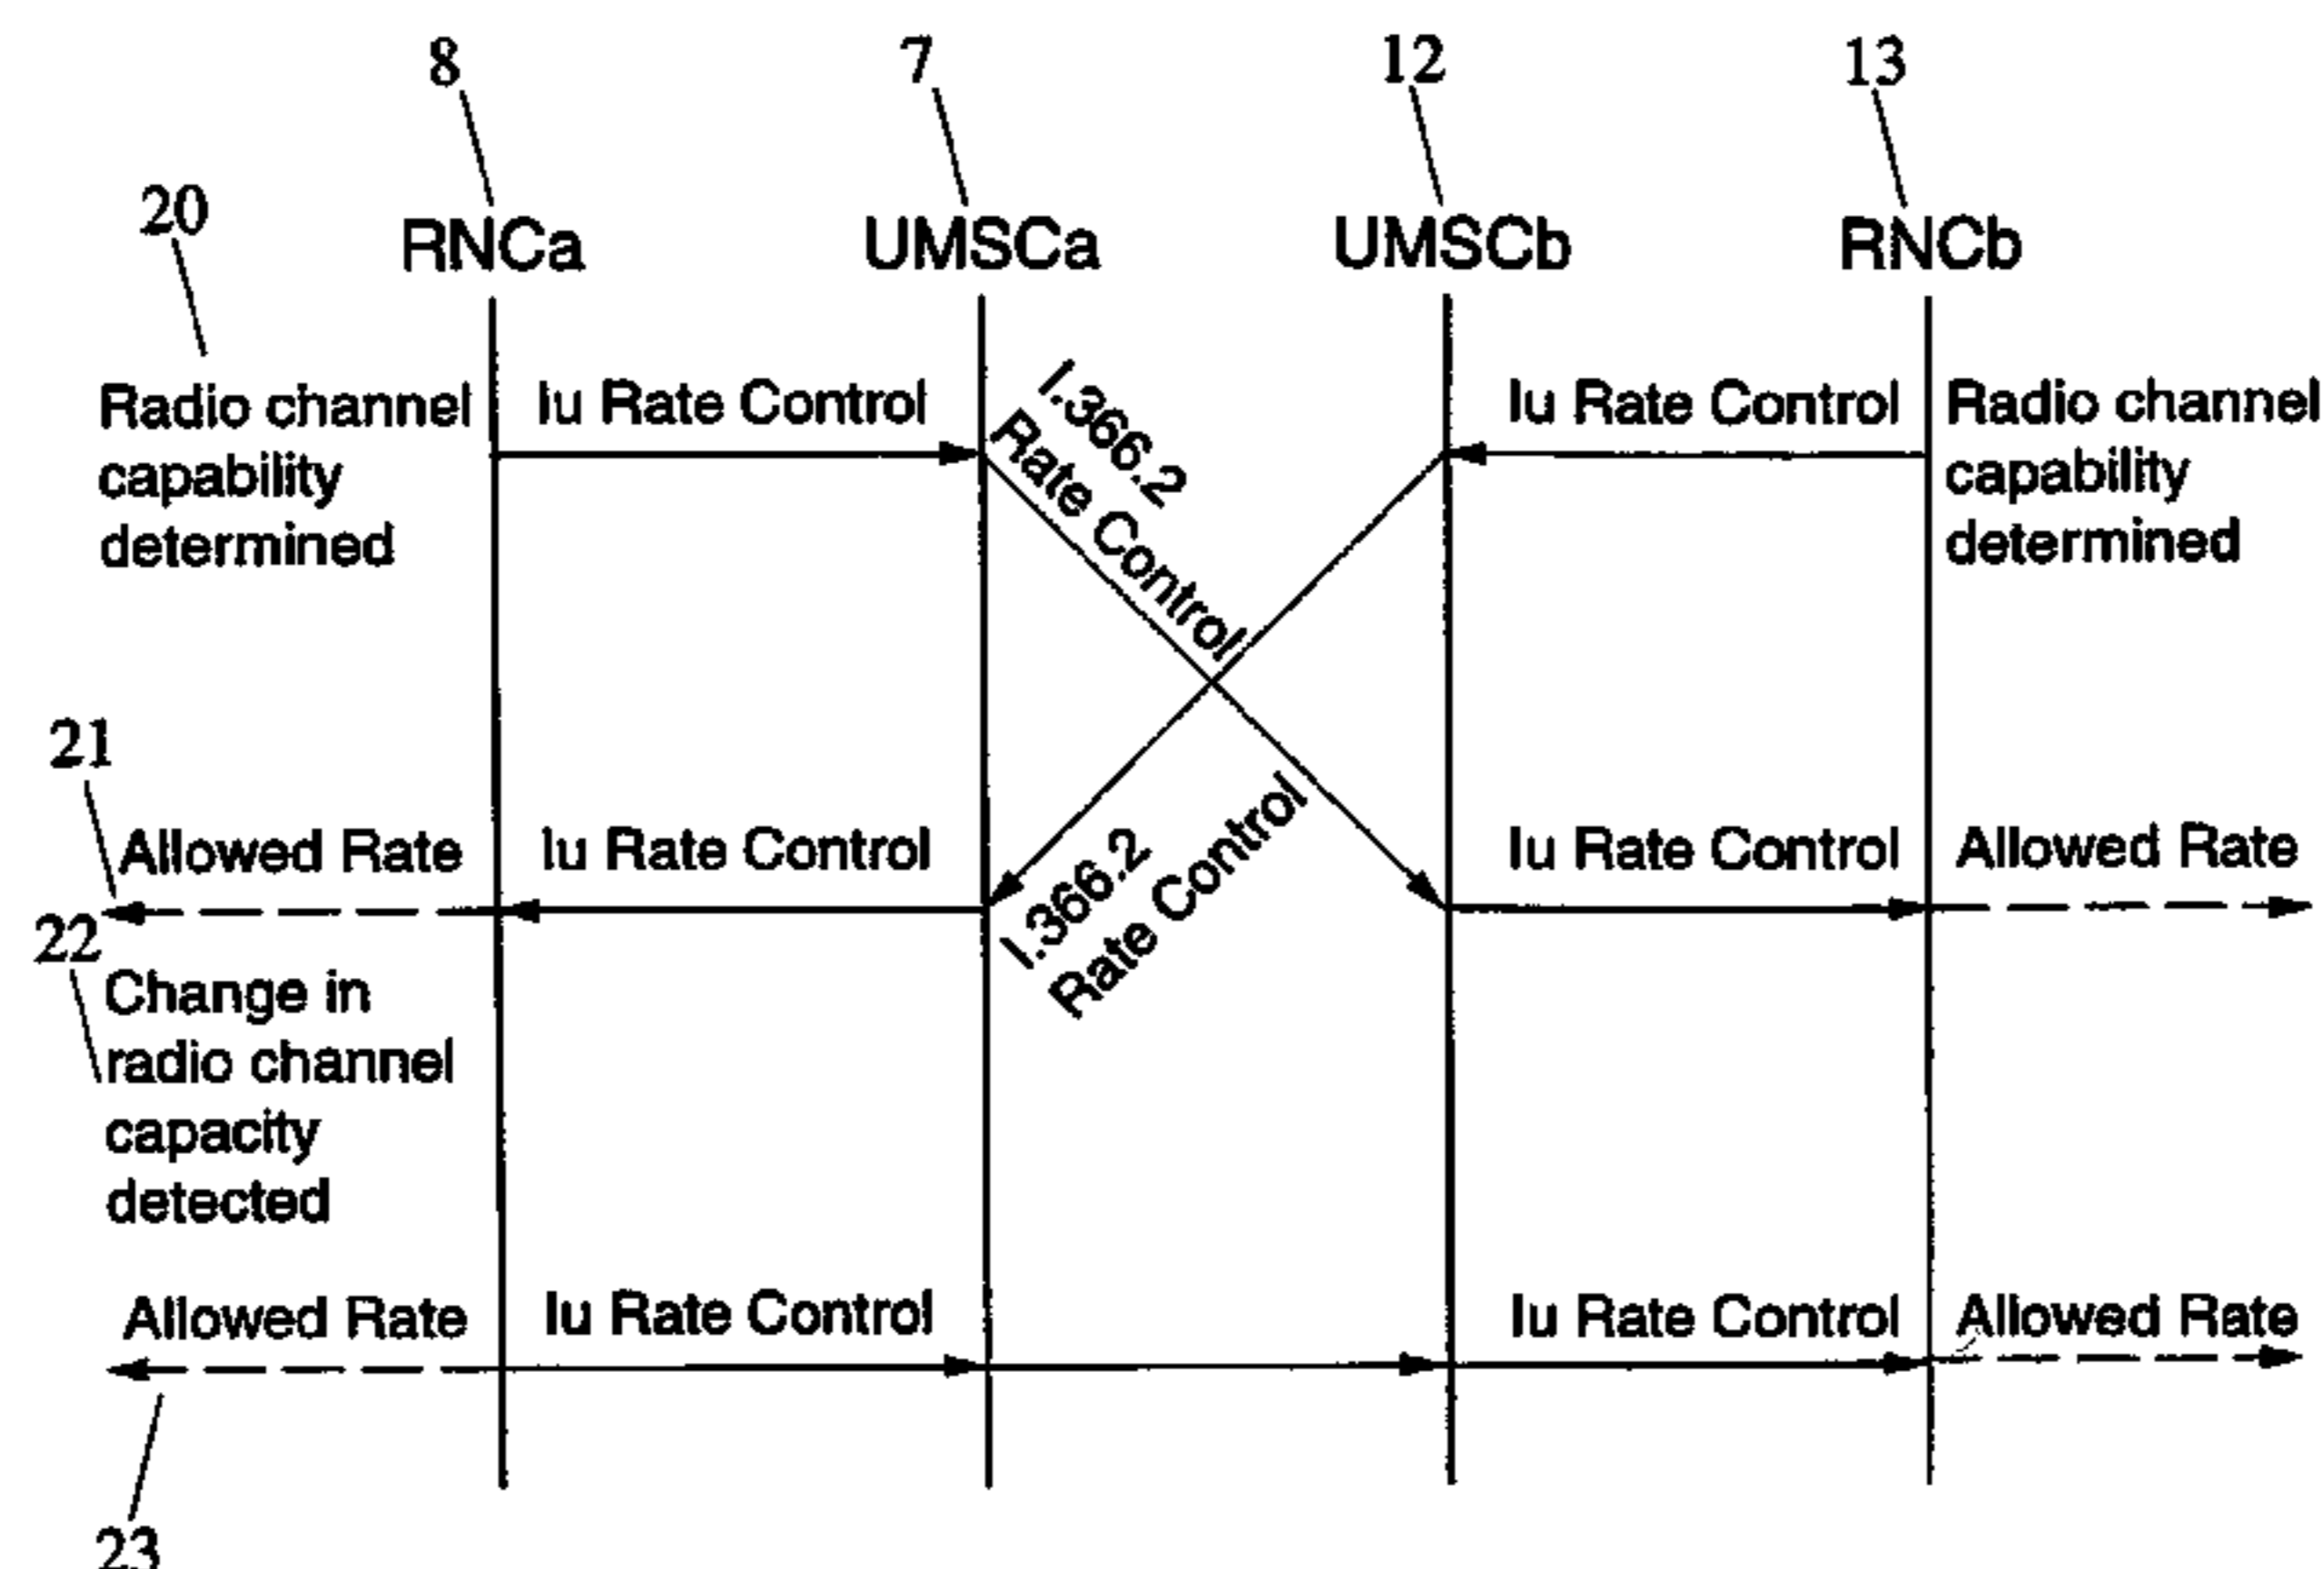 8
7
12
13
20
RNCa
UMSCa
UMSCb
RNCb
Radio channel
capability
determined
Iu Rate Control
I.366.2
Rate Control
Iu Rate Control
Radio channel
capability
determined
21
Allowed Rate
Iu Rate Control
I.366.2
Rate Control
Iu Rate Control
Allowed Rate
22
Change in
radio channel
capacity
detected
Allowed Rate
Iu Rate Control
Iu Rate Control
Allowed Rate
23